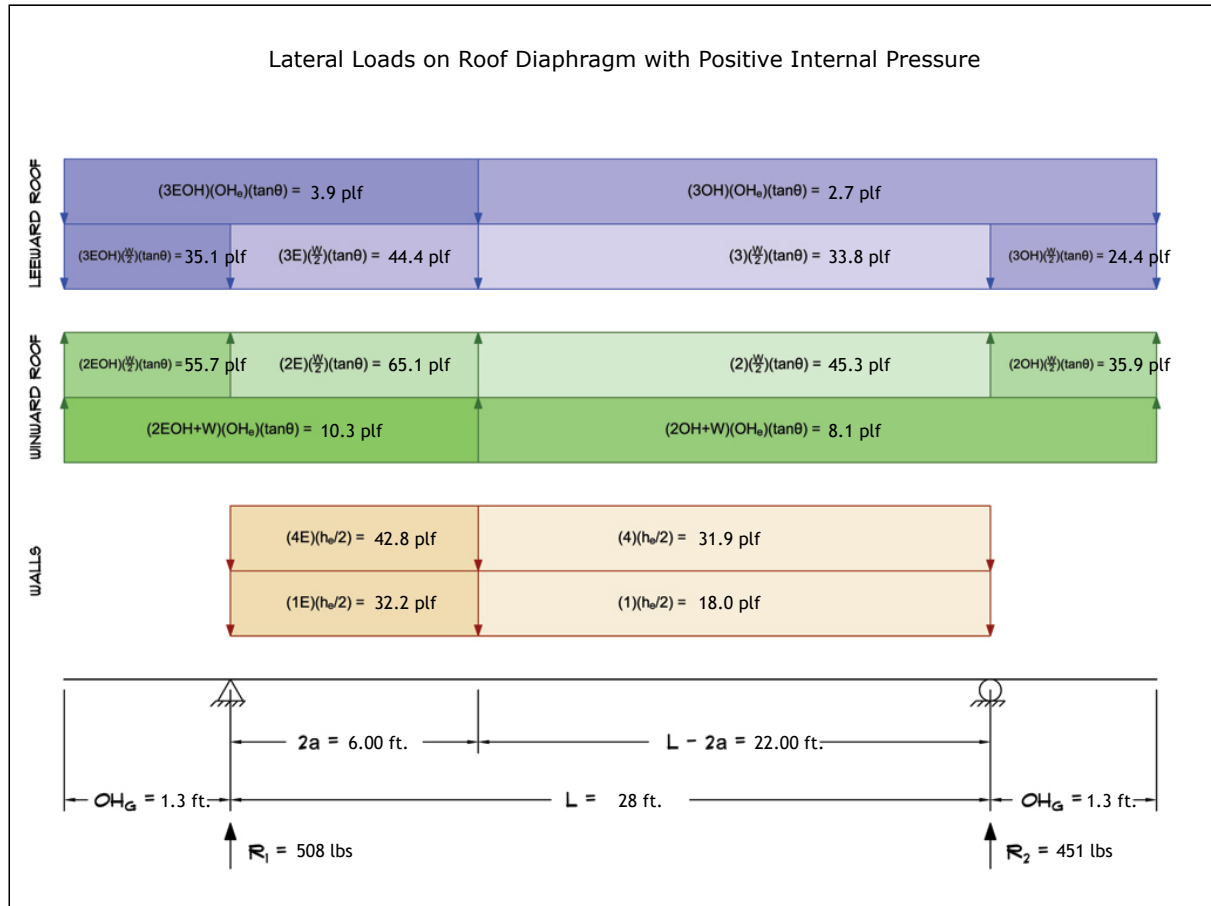 Lateral Loads on Roof Diaphragm with Positive Internal Pressure
LEEWARD ROOF
(3EOH)(OHₑ)(tanθ) = 3.9 plf
(3OH)(OHₑ)(tanθ) = 2.7 plf
(3EOH)(W/2)(tanθ) = 35.1 plf
(3E)(W/2)(tanθ) = 44.4 plf
(3)(W/2)(tanθ) = 33.8 plf
(3OH)(W/2)(tanθ) = 24.4 plf
WINWARD ROOF
(2EOH)(W/2)(tanθ) = 55.7 plf
(2E)(W/2)(tanθ) = 65.1 plf
(2)(W/2)(tanθ) = 45.3 plf
(2OH)(W/2)(tanθ) = 35.9 plf
(2EOH+W)(OHₑ)(tanθ) = 10.3 plf
(2OH+W)(OHₑ)(tanθ) = 8.1 plf
WALLS
(4E)(hₑ/2) = 42.8 plf
(4)(hₑ/2) = 31.9 plf
(1E)(hₑ/2) = 32.2 plf
(1)(hₑ/2) = 18.0 plf
2a = 6.00 ft.
L - 2a = 22.00 ft.
OH_G = 1.3 ft.
L = 28 ft.
OH_G = 1.3 ft.
R₁ = 508 lbs
R₂ = 451 lbs